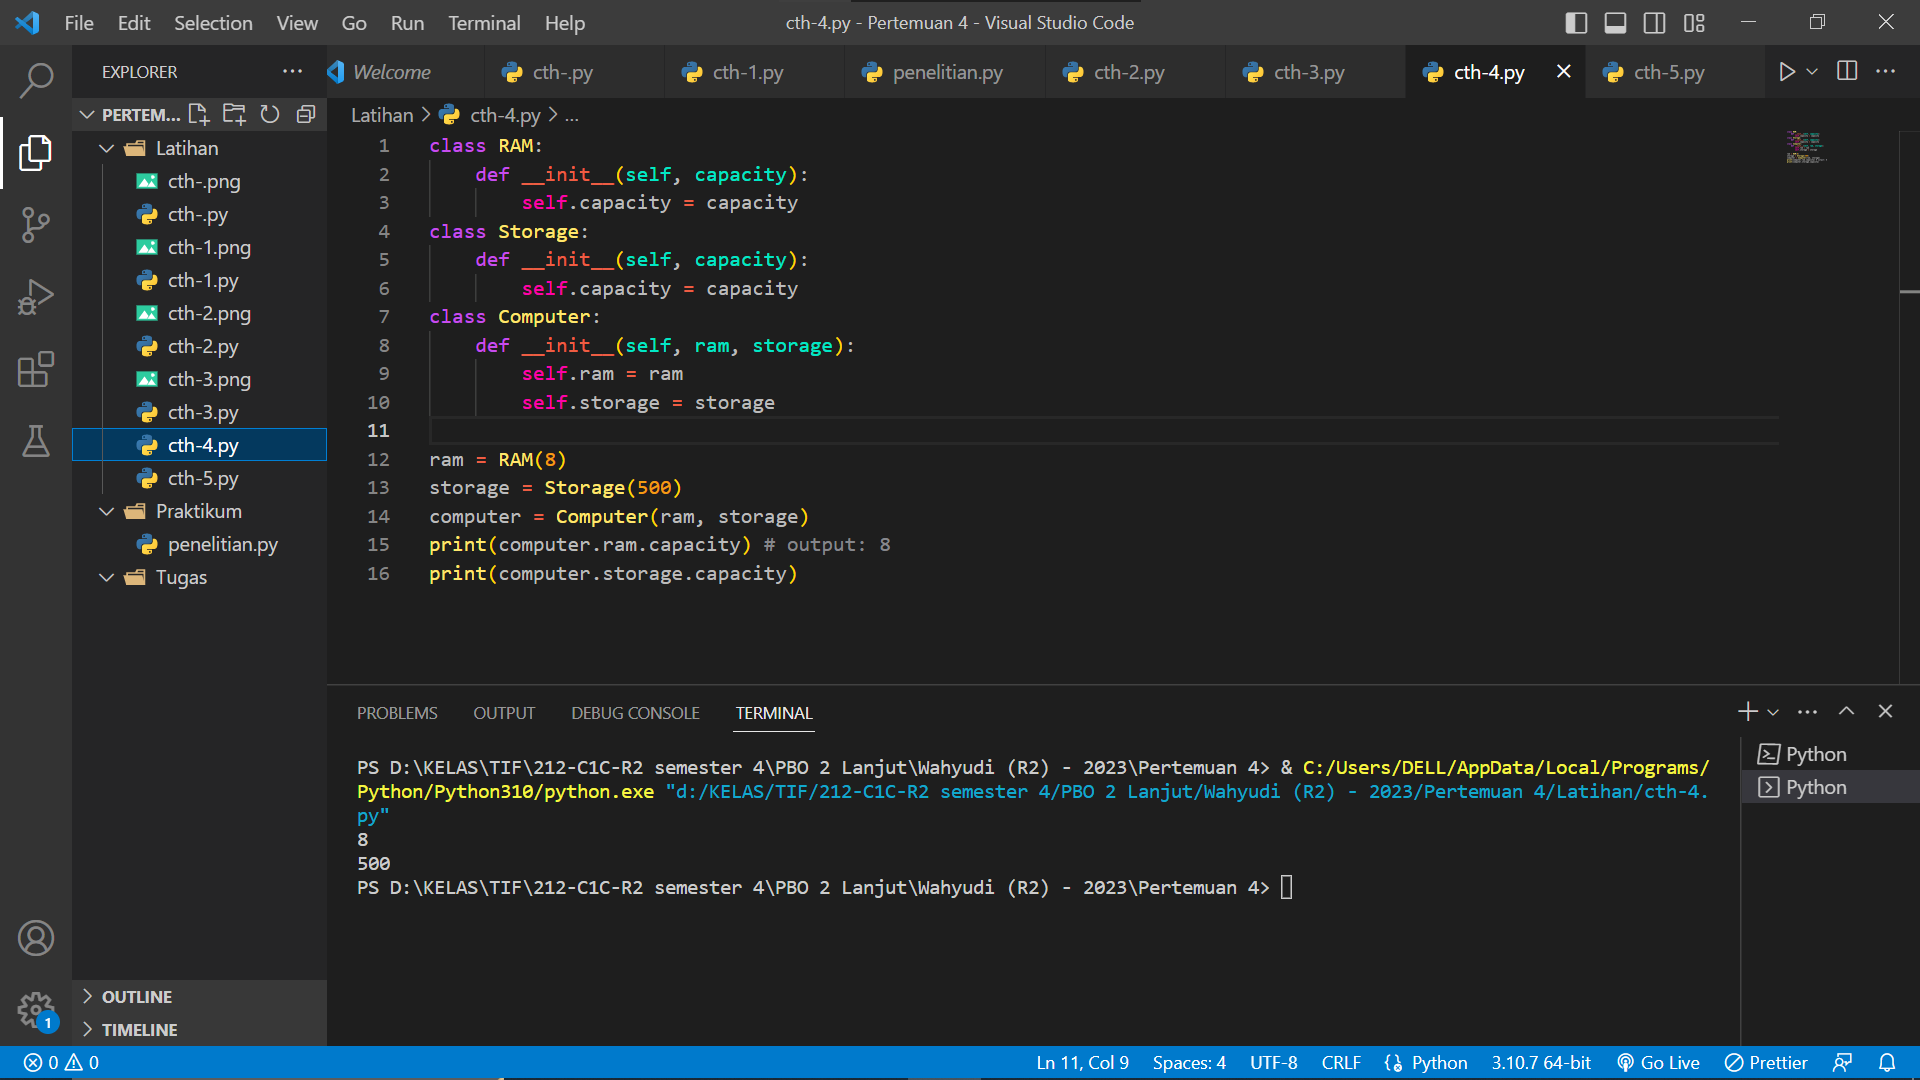 File Edit Selection View Go Run Terminal Help
cth-4.py - Pertemuan 4 - Visual Studio Code
EXPLORER
Welcome
cth-.py
cth-1.py
penelitian.py
cth-2.py
cth-3.py
cth-4.py
cth-5.py
PERTEM...
Latihan
cth-.png
cth-.py
cth-1.png
cth-1.py
cth-2.png
cth-2.py
cth-3.png
cth-3.py
cth-4.py
cth-5.py
Praktikum
penelitian.py
Tugas
OUTLINE
TIMELINE
Latihan > cth-4.py > ...
1 class RAM:
2     def __init__(self, capacity):
3         self.capacity = capacity
4 class Storage:
5     def __init__(self, capacity):
6         self.capacity = capacity
7 class Computer:
8     def __init__(self, ram, storage):
9         self.ram = ram
10         self.storage = storage
11
12 ram = RAM(8)
13 storage = Storage(500)
14 computer = Computer(ram, storage)
15 print(computer.ram.capacity) # output: 8
16 print(computer.storage.capacity)
PROBLEMS OUTPUT DEBUG CONSOLE TERMINAL
PS D:\KELAS\TIF\212-C1C-R2 semester 4\PBO 2 Lanjut\Wahyudi (R2) - 2023\Pertemuan 4> & C:/Users/DELL/AppData/Local/Programs/
Python/Python310/python.exe "d:/KELAS/TIF/212-C1C-R2 semester 4/PBO 2 Lanjut/Wahyudi (R2) - 2023/Pertemuan 4/Latihan/cth-4.
py"
8
500
PS D:\KELAS\TIF\212-C1C-R2 semester 4\PBO 2 Lanjut\Wahyudi (R2) - 2023\Pertemuan 4>
Python
Python
1
0 0
Ln 11, Col 9 Spaces: 4 UTF-8 CRLF Python 3.10.7 64-bit Go Live Prettier